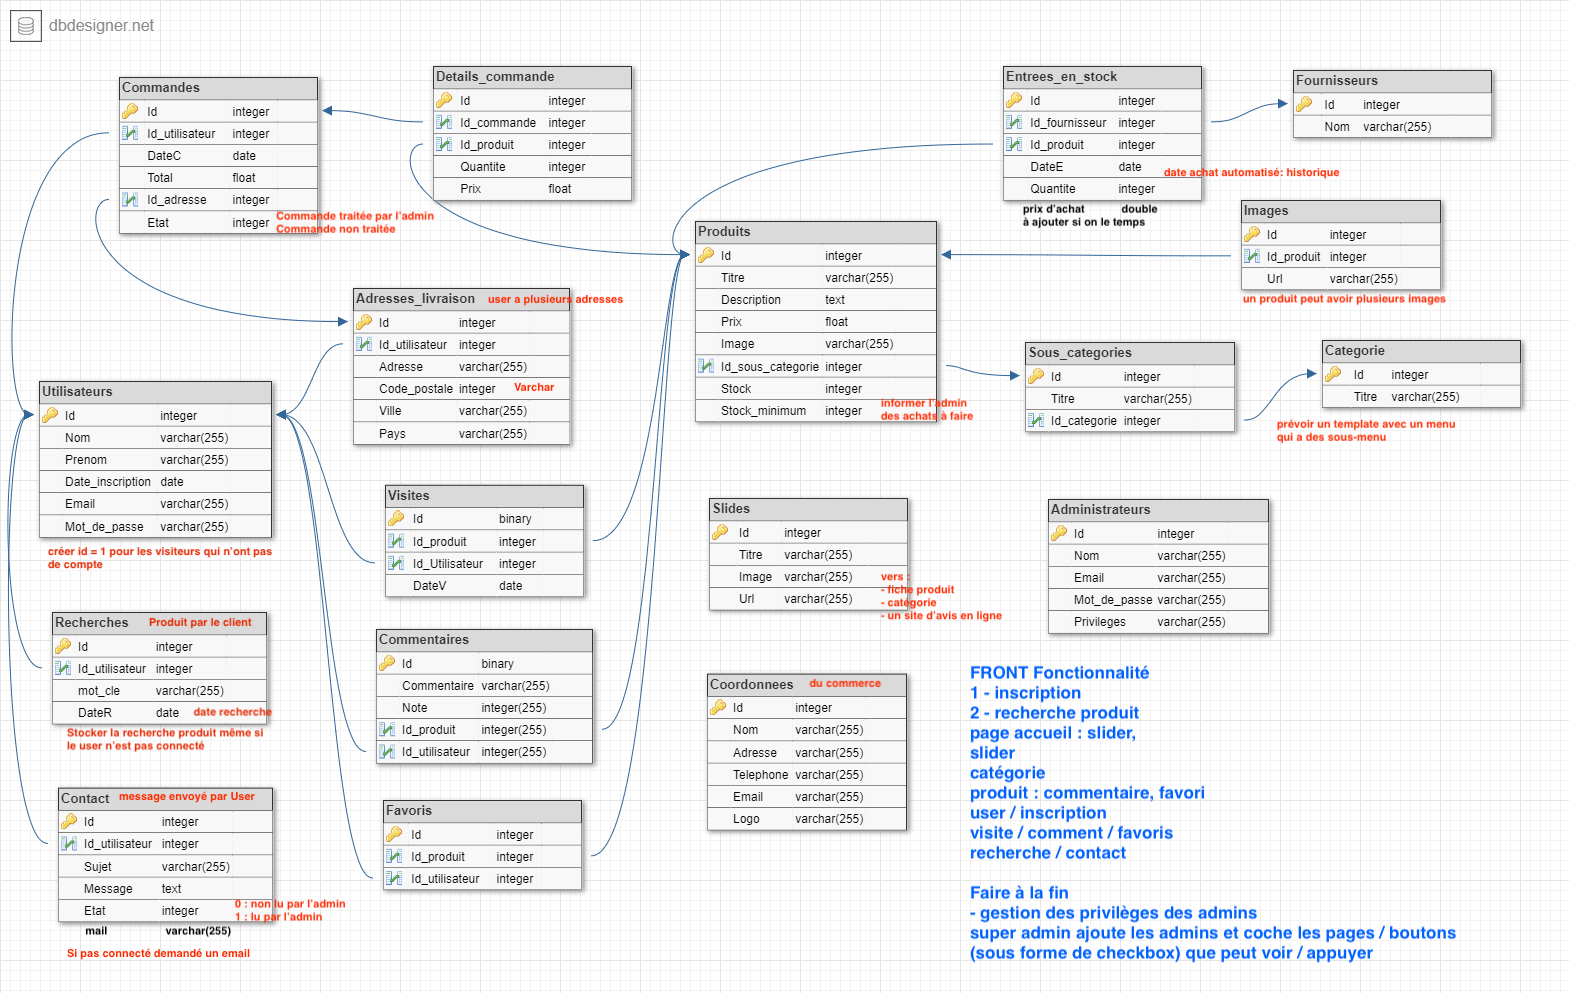 dbdesigner.net
Commandes
Id integer
Id_utilisateur integer
DateC date
Total float
Id_adresse integer
Etat integer
Commande traitée par l'admin
Commande non traitée
Details_commande
Id integer
Id_commande integer
Id_produit integer
Quantite integer
Prix float
Entrees_en_stock
Id integer
Id_fournisseur integer
Id_produit integer
DateE date
Quantite integer
date achat automatisé: historique
prix d'achat double
à ajouter si on le temps
Fournisseurs
Id integer
Nom varchar(255)
Images
Id integer
Id_produit integer
Url varchar(255)
un produit peut avoir plusieurs images
Produits
Id integer
Titre varchar(255)
Description text
Prix float
Image varchar(255)
Id_sous_categorie integer
Stock integer
Stock_minimum integer
informer l'admin
des achats à faire
Adresses_livraison user a plusieurs adresses
Id integer
Id_utilisateur integer
Adresse varchar(255)
Code_postale integer Varchar
Ville varchar(255)
Pays varchar(255)
Sous_categories
Id integer
Titre varchar(255)
Id_categorie integer
Categorie
Id integer
Titre varchar(255)
prévoir un template avec un menu
qui a des sous-menu
Utilisateurs
Id integer
Nom varchar(255)
Prenom varchar(255)
Date_inscription date
Email varchar(255)
Mot_de_passe varchar(255)
créer id = 1 pour les visiteurs qui n'ont pas
de compte
Visites
Id binary
Id_produit integer
Id_Utilisateur integer
DateV date
Slides
Id integer
Titre varchar(255)
Image varchar(255)
Url varchar(255)
vers :
- fiche produit
- catégorie
- un site d'avis en ligne
Administrateurs
Id integer
Nom varchar(255)
Email varchar(255)
Mot_de_passe varchar(255)
Privileges varchar(255)
Recherches Produit par le client
Id integer
Id_utilisateur integer
mot_cle varchar(255)
DateR date date recherche
Stocker la recherche produit même si
le user n'est pas connecté
Commentaires
Id binary
Commentaire varchar(255)
Note integer(255)
Id_produit integer(255)
Id_utilisateur integer(255)
Coordonnees du commerce
Id integer
Nom varchar(255)
Adresse varchar(255)
Telephone varchar(255)
Email varchar(255)
Logo varchar(255)
Contact message envoyé par User
Id integer
Id_utilisateur integer
Sujet varchar(255)
Message text
Etat integer
0 : non lu par l'admin
1 : lu par l'admin
mail varchar(255)
Si pas connecté demandé un email
Favoris
Id integer
Id_produit integer
Id_utilisateur integer
FRONT Fonctionnalité
1 - inscription
2 - recherche produit
page accueil : slider,
slider
catégorie
produit : commentaire, favori
user / inscription
visite / comment / favoris
recherche / contact
Faire à la fin
- gestion des privilèges des admins
super admin ajoute les admins et coche les pages / boutons
(sous forme de checkbox) que peut voir / appuyer